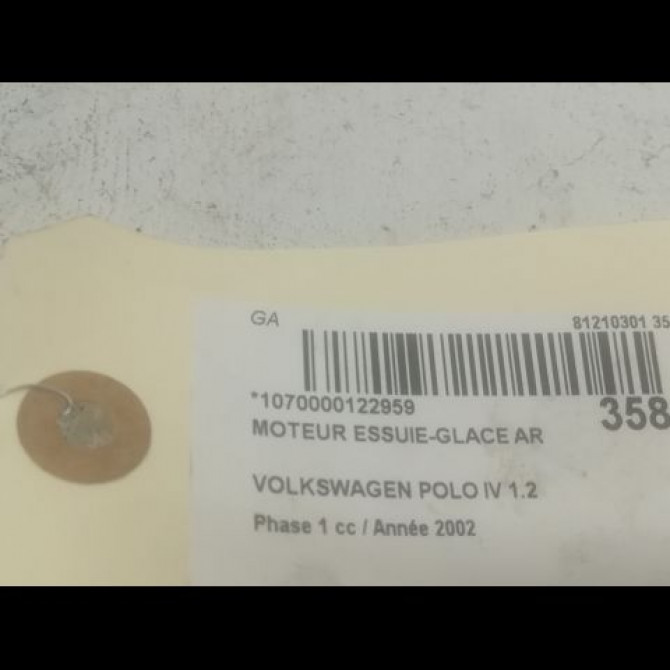 GA
81210301 35
*1070000122959
358
MOTEUR ESSUIE-GLACE AR
VOLKSWAGEN POLO IV 1.2
Phase 1 cc / Année 2002